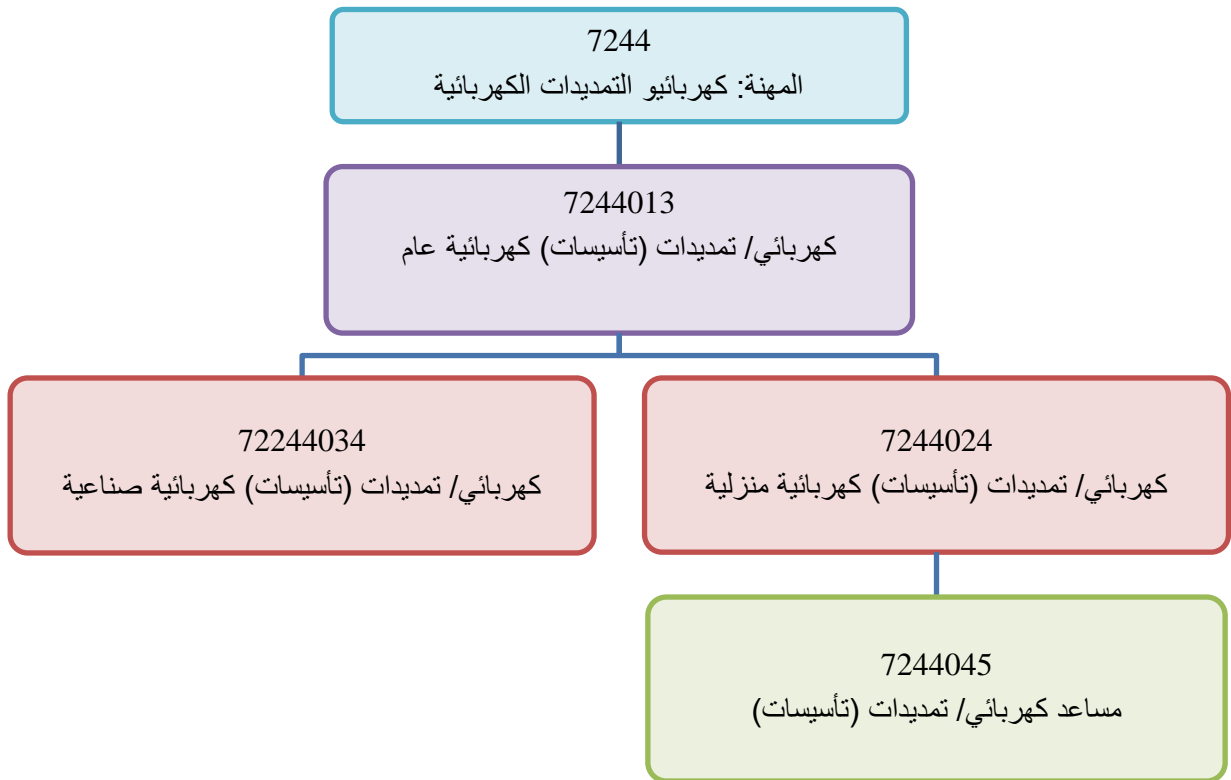 7244
المهنة: كهربائيو التمديدات الكهربائية
7244013
كهربائي/ تمديدات (تأسيسات) كهربائية عام
7244024
كهربائي/ تمديدات (تأسيسات) كهربائية منزلية
72244034
كهربائي/ تمديدات (تأسيسات) كهربائية صناعية
7244045
مساعد كهربائي/ تمديدات (تأسيسات)